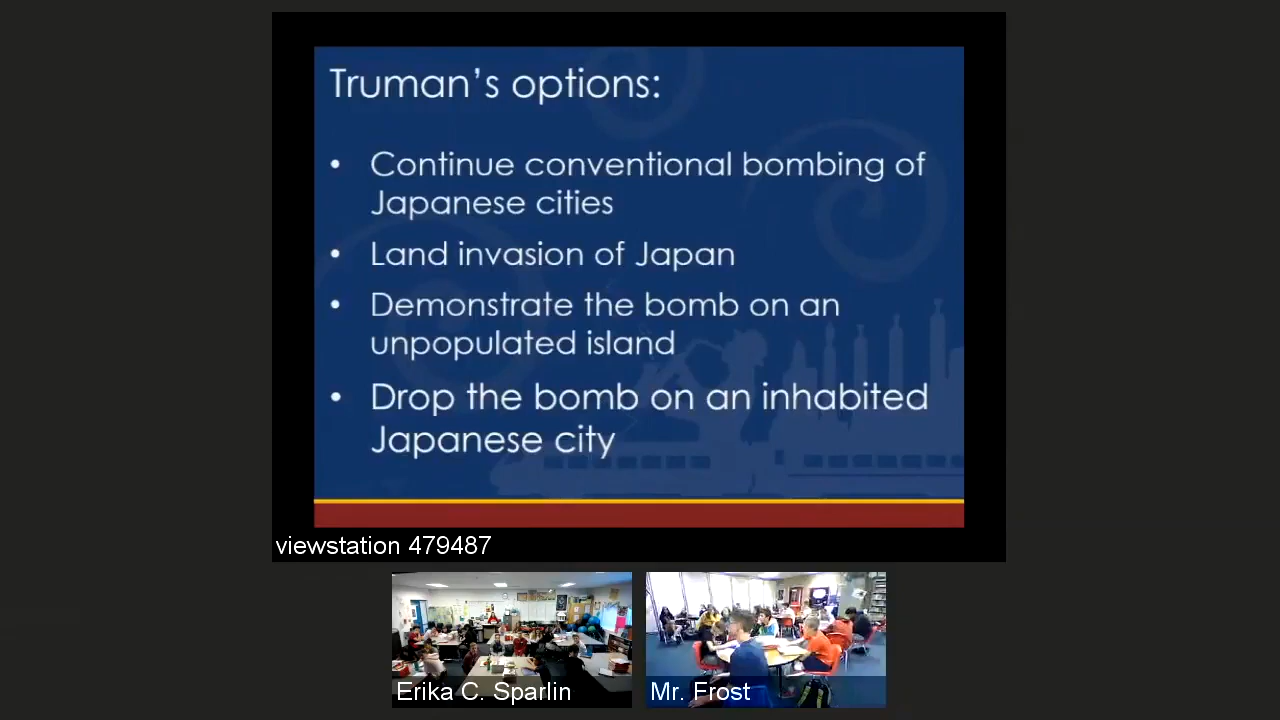 Truman’s options:
• Continue conventional bombing of
Japanese cities
• Land invasion of Japan
• Demonstrate the bomb on an
unpopulated island
• Drop the bomb on an inhabited
Japanese city
viewstation 479487
Erika C. Sparlin
Mr. Frost